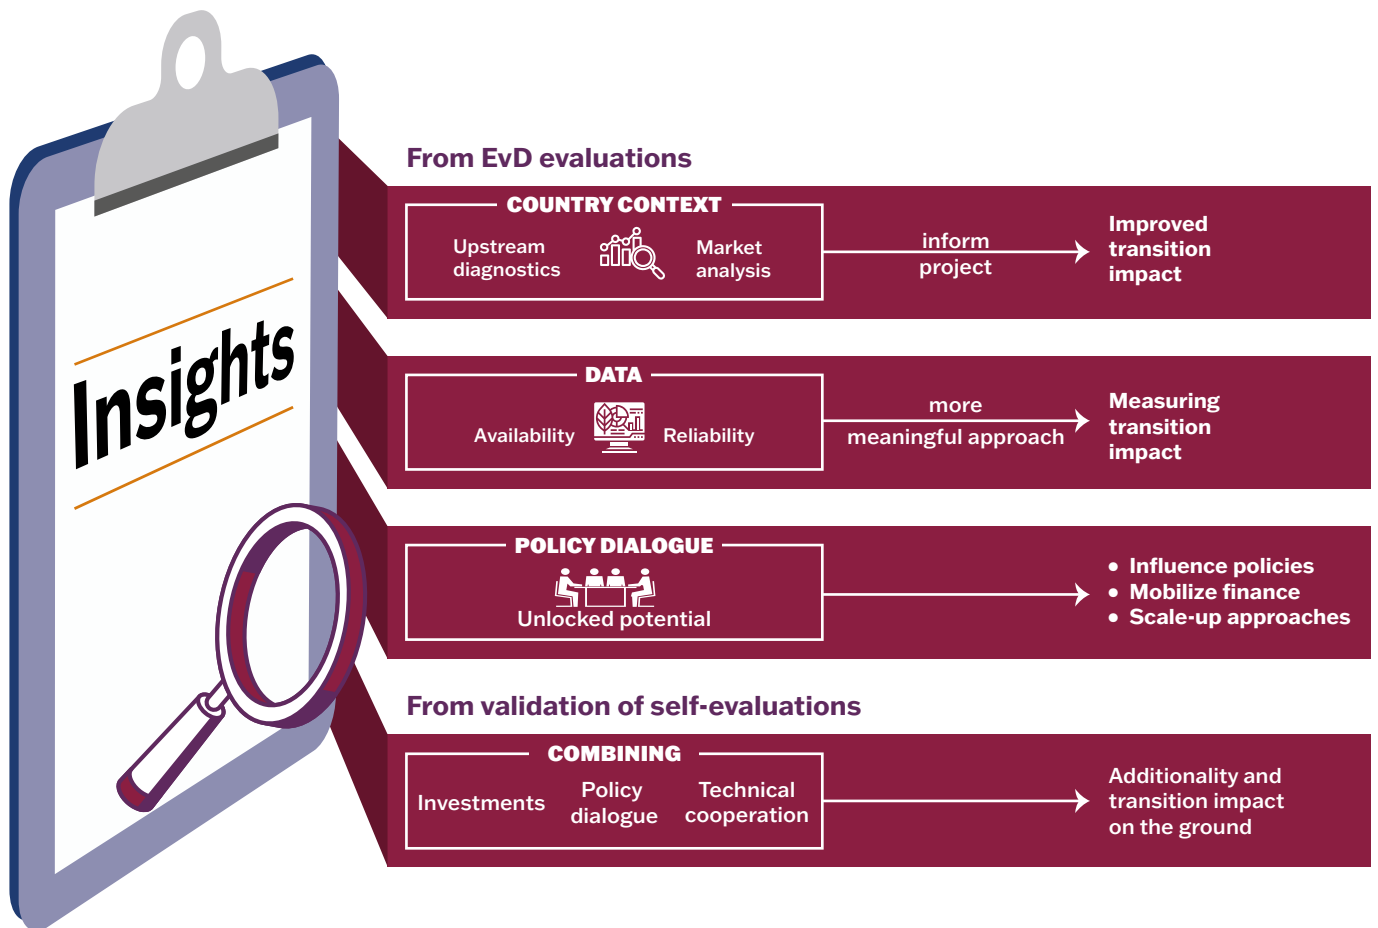 Insights
From EvD evaluations
COUNTRY CONTEXT
Upstream
diagnostics
Market
analysis
inform
project
Improved
transition
impact
DATA
Availability
Reliability
more
meaningful approach
Measuring
transition
impact
POLICY DIALOGUE
Unlocked potential
• Influence policies
• Mobilize finance
• Scale-up approaches
From validation of self-evaluations
COMBINING
Investments
Policy
dialogue
Technical
cooperation
Additionality and
transition impact
on the ground